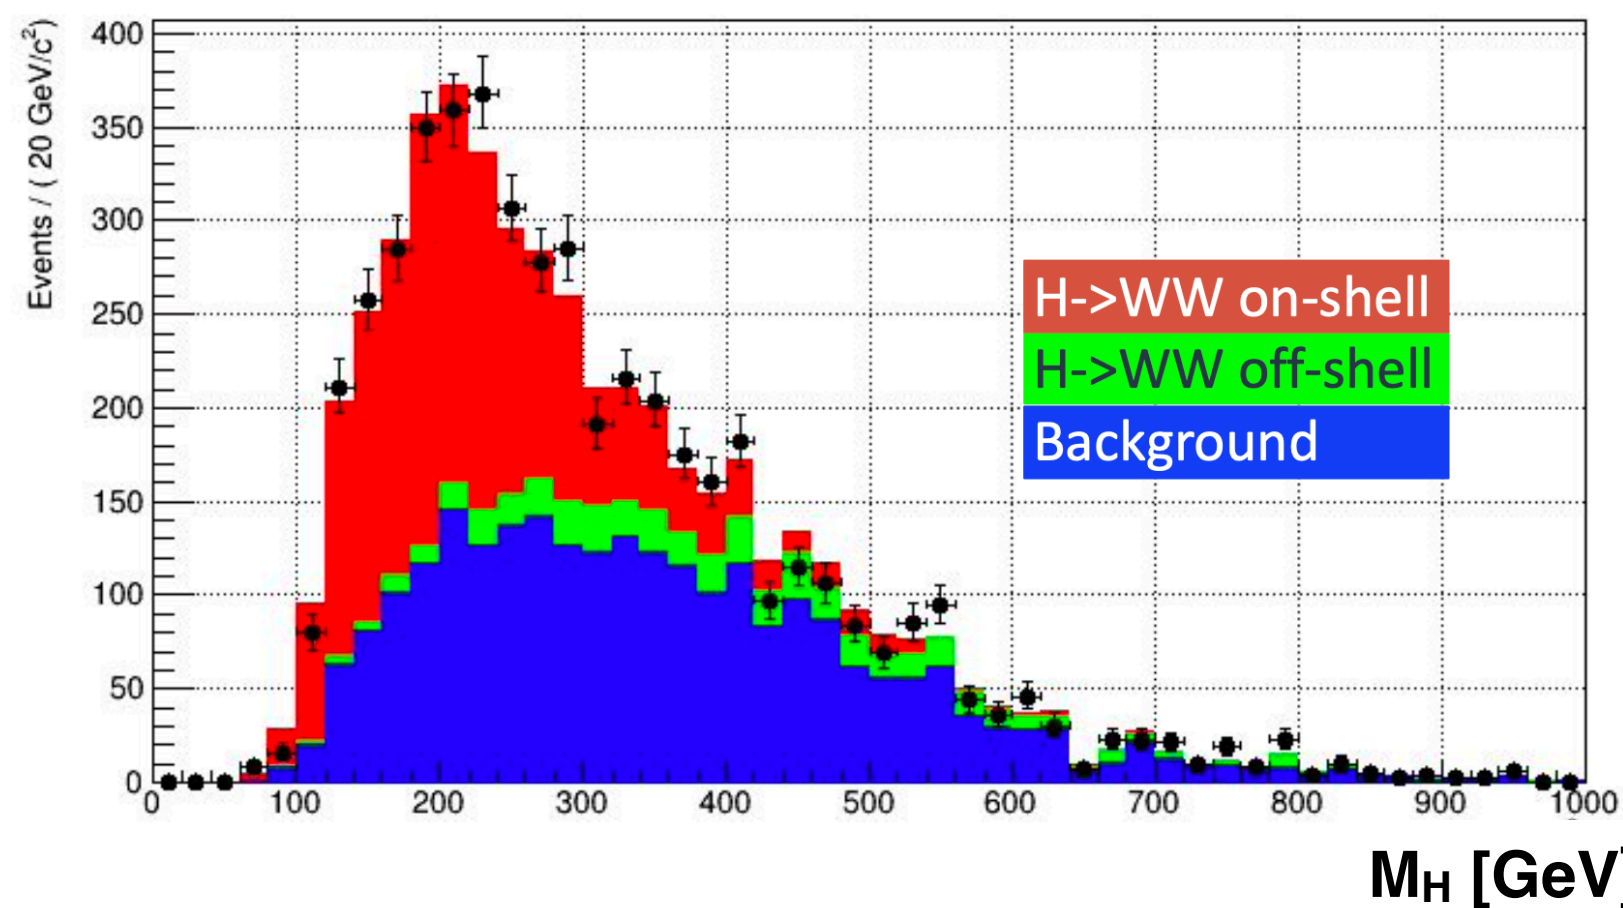 Events / ( 20 GeV/c²)
400
350
300
250
200
150
100
50
0
H->WW on-shell
H->WW off-shell
Background
0 100 200 300 400 500 600 700 800 900 1000
MH [GeV]